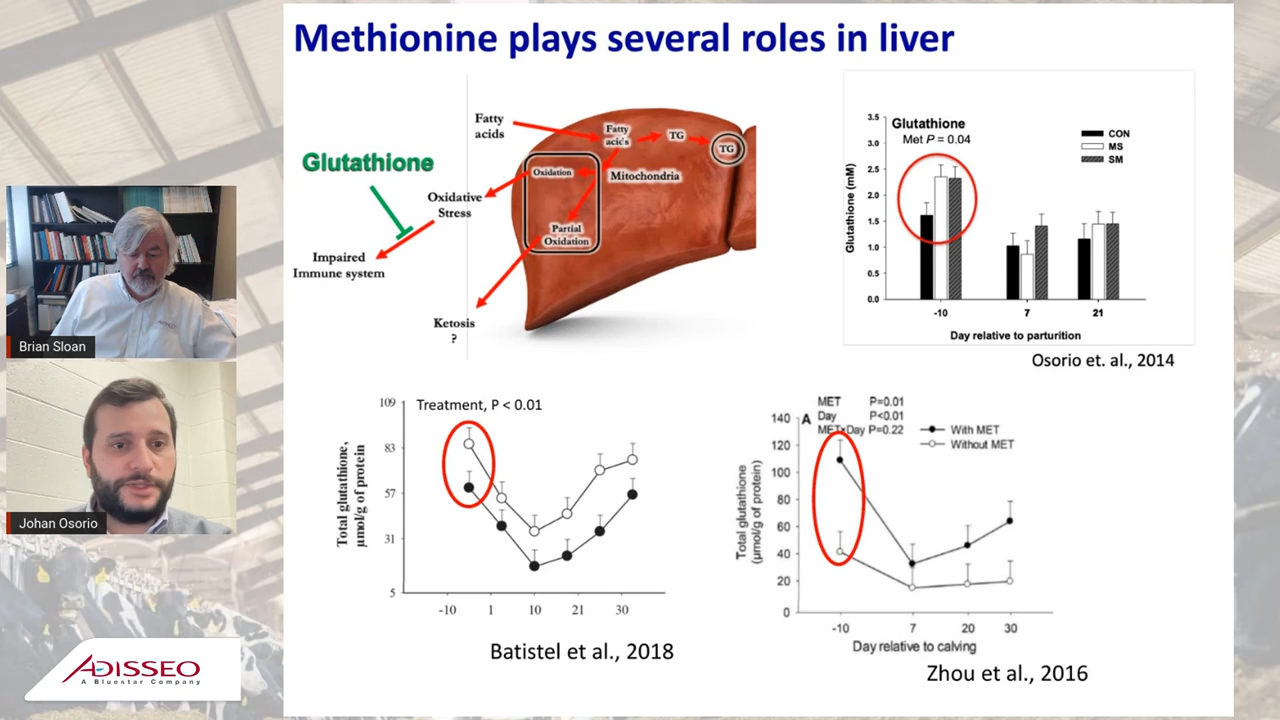 Methionine plays several roles in liver
Fatty
acids
Fatty
acids
TG
TG
Glutathione
Oxidation
Mitochondria
Oxidative
Stress
Partial
Oxidation
Impaired
Immune system
Ketosis
?
3.5
3.0
2.5
2.0
1.5
1.0
0.5
0.0
Glutathione (mM)
Glutathione
Met P = 0.04
CON
MS
SM
-10
7
21
Day relative to parturition
Osorio et. al., 2014
Brian Sloan
Johan Osorio
ADISSEO
A Bluestar Company
109
83
57
31
5
Total glutathione,
µmol/g of protein
Treatment, P < 0.01
-10
1
10
21
30
Batistel et al., 2018
140
120
100
80
60
40
20
0
Total glutathione
(µmol/g of protein)
A
MET P=0.01
Day P<0.01
MET×Day P=0.22
With MET
Without MET
-10
7
20
30
Day relative to calving
Zhou et al., 2016
ADISSEO